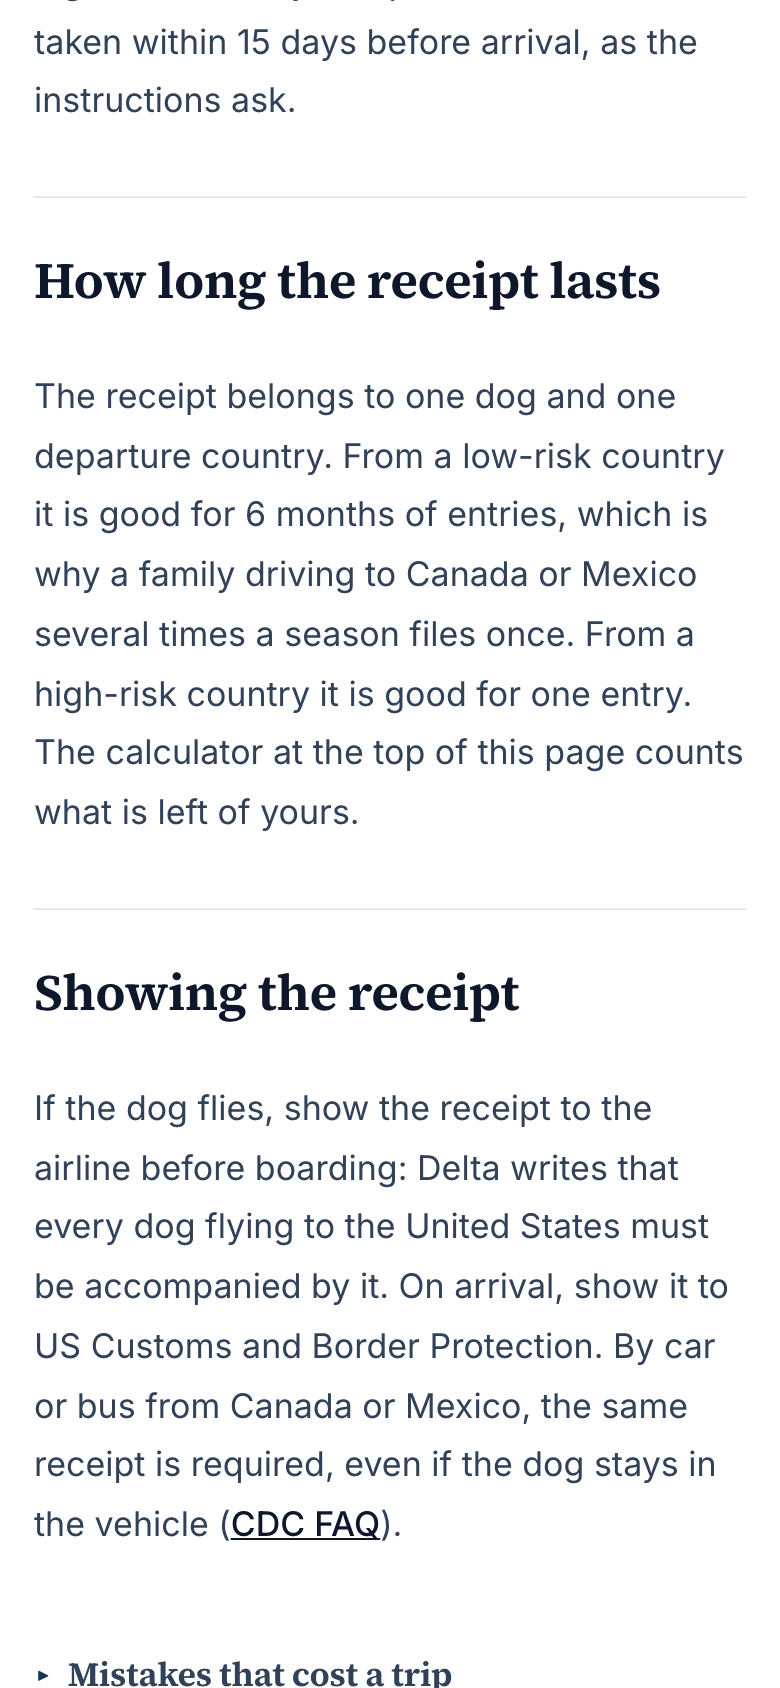 taken within 15 days before arrival, as the
instructions ask.
How long the receipt lasts
The receipt belongs to one dog and one
departure country. From a low-risk country
it is good for 6 months of entries, which is
why a family driving to Canada or Mexico
several times a season files once. From a
high-risk country it is good for one entry.
The calculator at the top of this page counts
what is left of yours.
Showing the receipt
If the dog flies, show the receipt to the
airline before boarding: Delta writes that
every dog flying to the United States must
be accompanied by it. On arrival, show it to
US Customs and Border Protection. By car
or bus from Canada or Mexico, the same
receipt is required, even if the dog stays in
the vehicle (CDC FAQ).
Mistakes that cost a trip